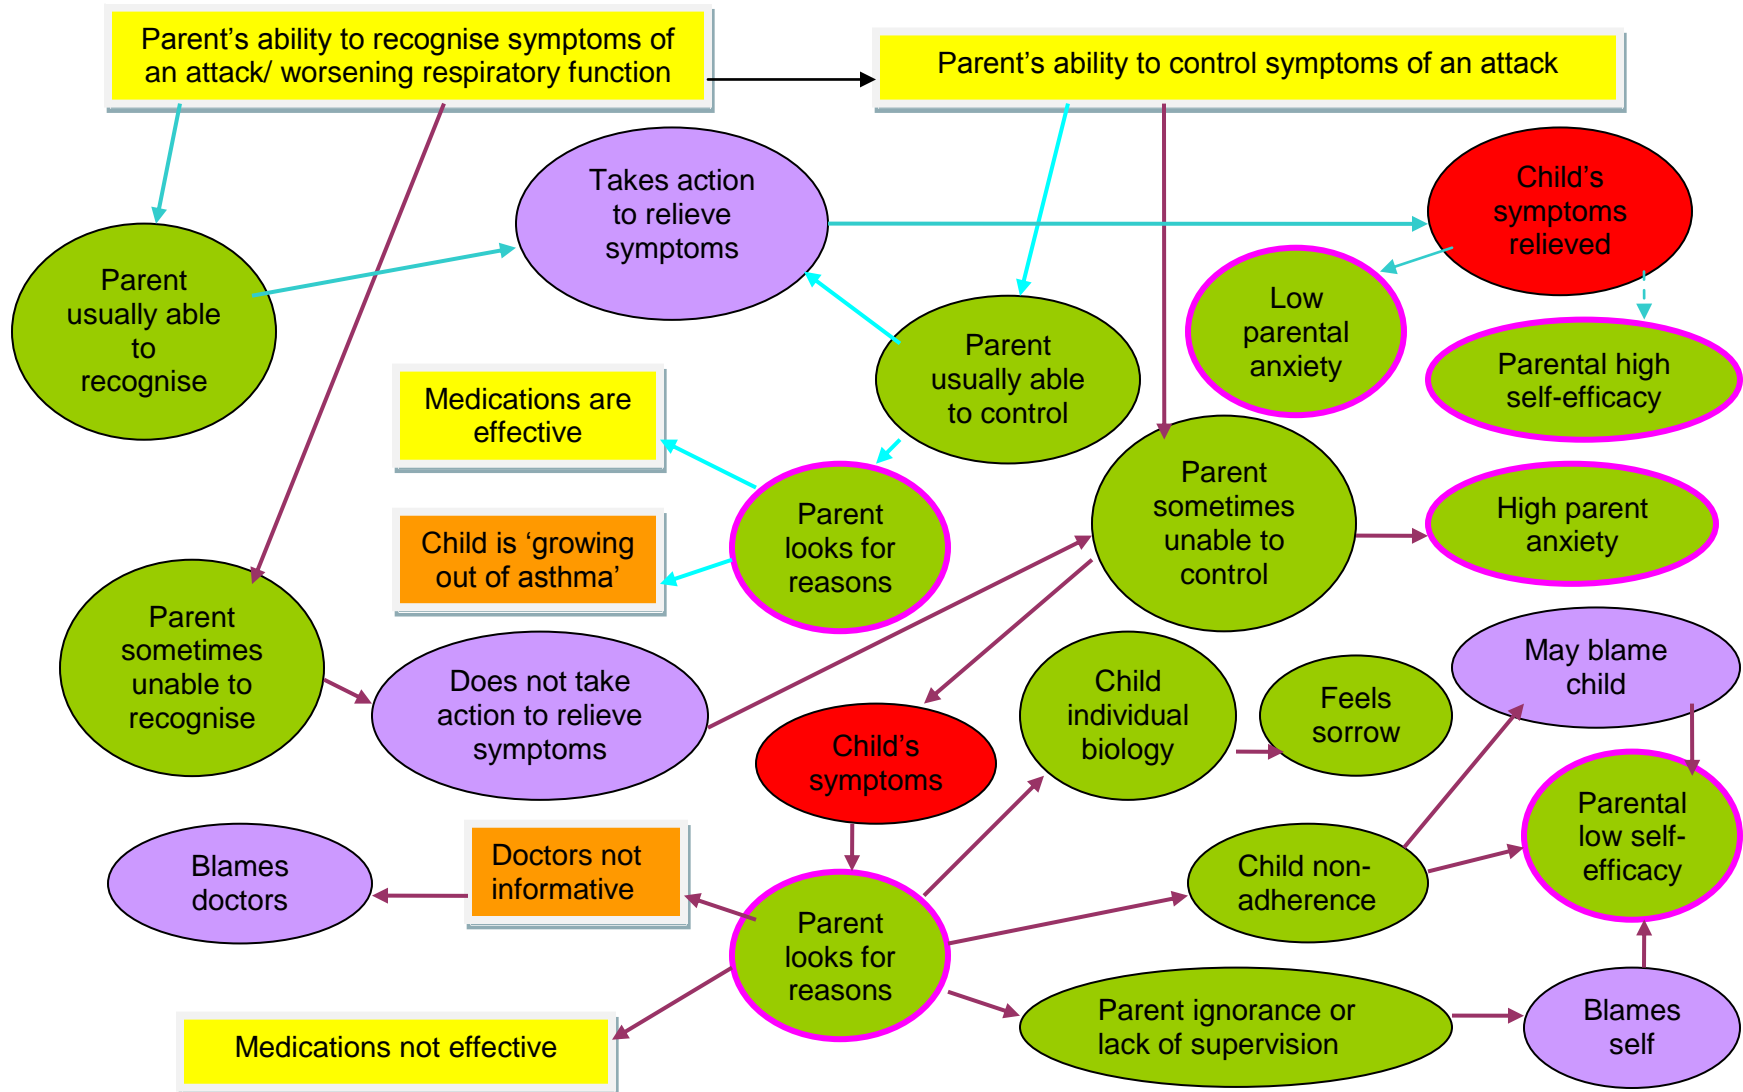 Parent’s ability to recognise symptoms of
an attack/ worsening respiratory function
Parent’s ability to control symptoms of an attack
Takes action
to relieve
symptoms
Child’s
symptoms
relieved
Parent
usually able
to
recognise
Low
parental
anxiety
Parent
usually able
to control
Parental high
self-efficacy
Medications are
effective
Parent
looks for
reasons
Parent
sometimes
unable to
control
High parent
anxiety
Child is ‘growing
out of asthma’
Parent
sometimes
unable to
recognise
Does not take
action to relieve
symptoms
Child’s
symptoms
Child
individual
biology
Feels
sorrow
May blame
child
Parental
low self-
efficacy
Blames
doctors
Doctors not
informative
Parent
looks for
reasons
Child non-
adherence
Medications not effective
Parent ignorance or
lack of supervision
Blames
self